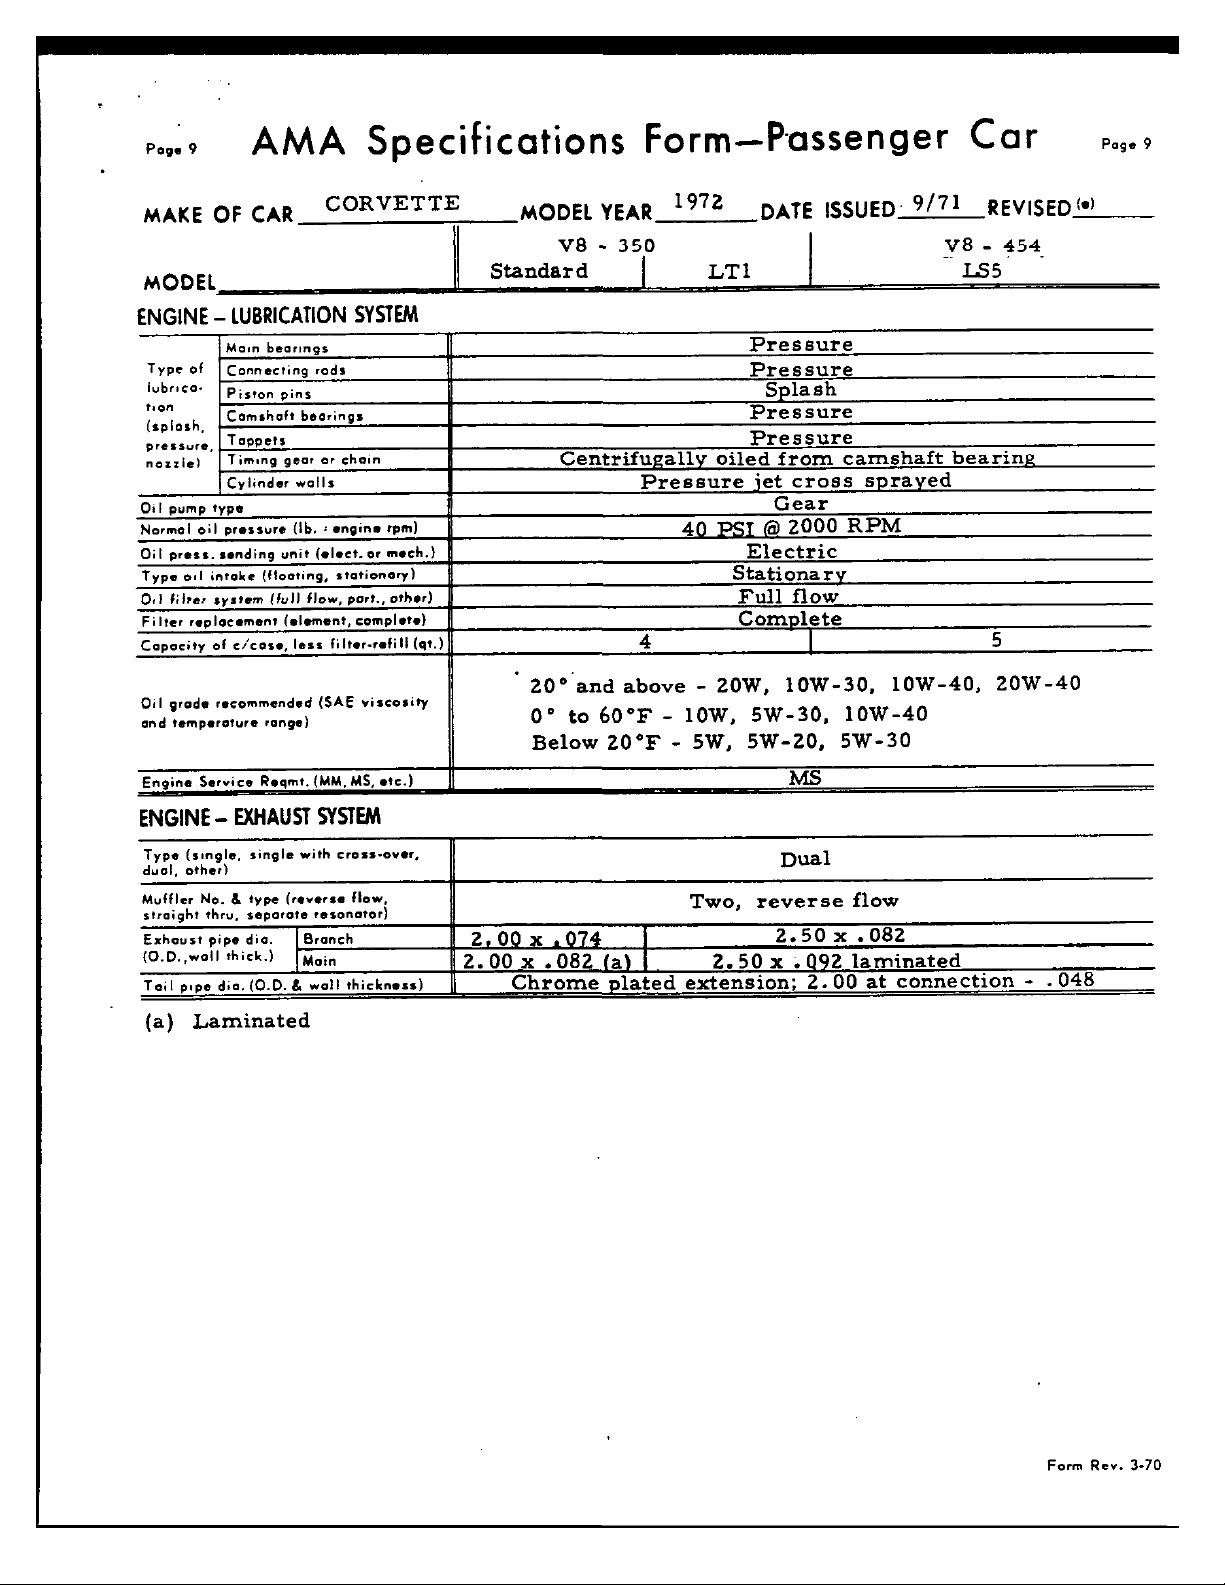 Page 9 AMA Specifications Form—Passenger Car Page 9
MAKE OF CAR CORVETTE MODEL YEAR 1972 DATE ISSUED 9/71 REVISED (•)
V8 - 350 V8 - 454
MODEL Standard LT1 LS5
ENGINE – LUBRICATION SYSTEM
Type of lubrica-tion (splash, pressure, nozzle)
Main bearings Pressure
Connecting rods Pressure
Piston pins Splash
Camshaft bearings Pressure
Tappets Pressure
Timing gear or chain Centrifugally oiled from camshaft bearing
Cylinder walls Pressure jet cross sprayed
Oil pump type Gear
Normal oil pressure (lb. : engine rpm) 40 PSI @ 2000 RPM
Oil press. sending unit (elect. or mech.) Electric
Type oil intake (floating, stationary) Stationary
Oil filter system (full flow, part., other) Full flow
Filter replacement (element, complete) Complete
Capacity of c/case, less filter-refill (qt.) 4 5
Oil grade recommended (SAE viscosity
and temperature range)
20° and above - 20W, 10W-30, 10W-40, 20W-40
0° to 60°F - 10W, 5W-30, 10W-40
Below 20°F - 5W, 5W-20, 5W-30
Engine Service Reqmt. (MM, MS, etc.) MS
ENGINE – EXHAUST SYSTEM
Type (single, single with cross-over,
dual, other) Dual
Muffler No. & type (reverse flow,
straight thru, separate resonator) Two, reverse flow
Exhaust pipe dia. Branch 2.00 x .074 2.50 x .082
(O.D., wall thick.) Main 2.00 x .082 (a) 2.50 x .092 laminated
Tail pipe dia. (O.D. & wall thickness) Chrome plated extension; 2.00 at connection - .048
(a) Laminated
Form Rev. 3-70